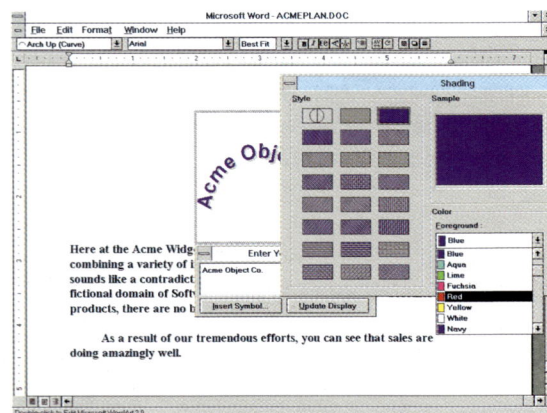 Microsoft Word - ACMEPLAN.DOC
File Edit Format Window Help
Arch Up (Curve) Arial Best Fit
Shading
Style
Sample
Acme Obj
Color
Foreground :
Blue
Blue
Aqua
Lime
Fuchsia
Red
Yellow
White
Navy
Enter Y
Acme Object Co.
Insert Symbol... Update Display
Here at the Acme Widg
combining a variety of i
sounds like a contradict
fictional domain of Softw
products, there are no b
As a result of our tremendous efforts, you can see that sales are
doing amazingly well.